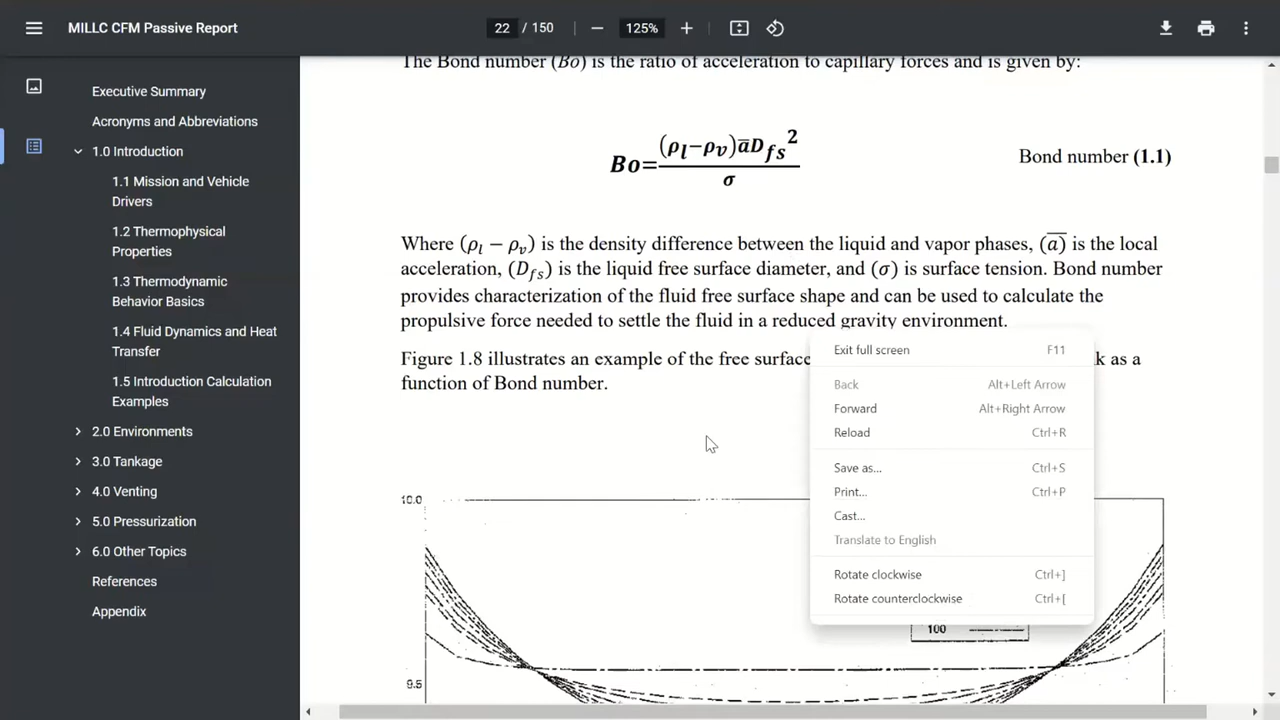 MILLC CFM Passive Report
22 / 150
125%
Executive Summary
Acronyms and Abbreviations
1.0 Introduction
1.1 Mission and Vehicle
Drivers
1.2 Thermophysical
Properties
1.3 Thermodynamic
Behavior Basics
1.4 Fluid Dynamics and Heat
Transfer
1.5 Introduction Calculation
Examples
2.0 Environments
3.0 Tankage
4.0 Venting
5.0 Pressurization
6.0 Other Topics
References
Appendix
The Bond number (Bo) is the ratio of acceleration to capillary forces and is given by:
Bo=(ρl−ρv)a̅Dfs²/σ
Bond number (1.1)
Where (ρl − ρv) is the density difference between the liquid and vapor phases, (a̅) is the local
acceleration, (Dfs) is the liquid free surface diameter, and (σ) is surface tension. Bond number
provides characterization of the fluid free surface shape and can be used to calculate the
propulsive force needed to settle the fluid in a reduced gravity environment.
Figure 1.8 illustrates an example of the free surface k as a
function of Bond number.
Exit full screen F11
Back Alt+Left Arrow
Forward Alt+Right Arrow
Reload Ctrl+R
Save as... Ctrl+S
Print... Ctrl+P
Cast...
Translate to English
Rotate clockwise Ctrl+]
Rotate counterclockwise Ctrl+[
10.0
100
9.5